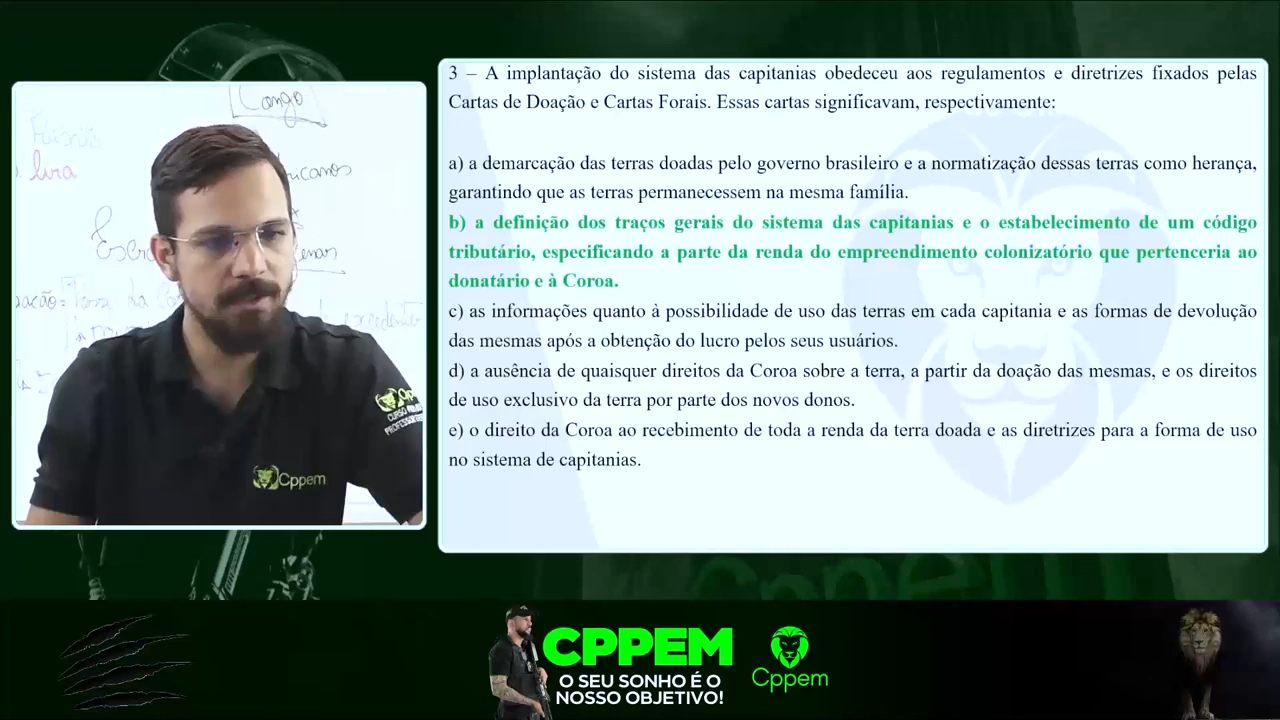 Congo
lira
3 – A implantação do sistema das capitanias obedeceu aos regulamentos e diretrizes fixados pelas
Cartas de Doação e Cartas Forais. Essas cartas significavam, respectivamente:
a) a demarcação das terras doadas pelo governo brasileiro e a normatização dessas terras como herança,
garantindo que as terras permanecessem na mesma família.
b) a definição dos traços gerais do sistema das capitanias e o estabelecimento de um código
tributário, especificando a parte da renda do empreendimento colonizatório que pertenceria ao
donatário e à Coroa.
c) as informações quanto à possibilidade de uso das terras em cada capitania e as formas de devolução
das mesmas após a obtenção do lucro pelos seus usuários.
d) a ausência de quaisquer direitos da Coroa sobre a terra, a partir da doação das mesmas, e os direitos
de uso exclusivo da terra por parte dos novos donos.
e) o direito da Coroa ao recebimento de toda a renda da terra doada e as diretrizes para a forma de uso
no sistema de capitanias.
Cppem
Cppem
CPPEM
O SEU SONHO É O
NOSSO OBJETIVO!
Cppem